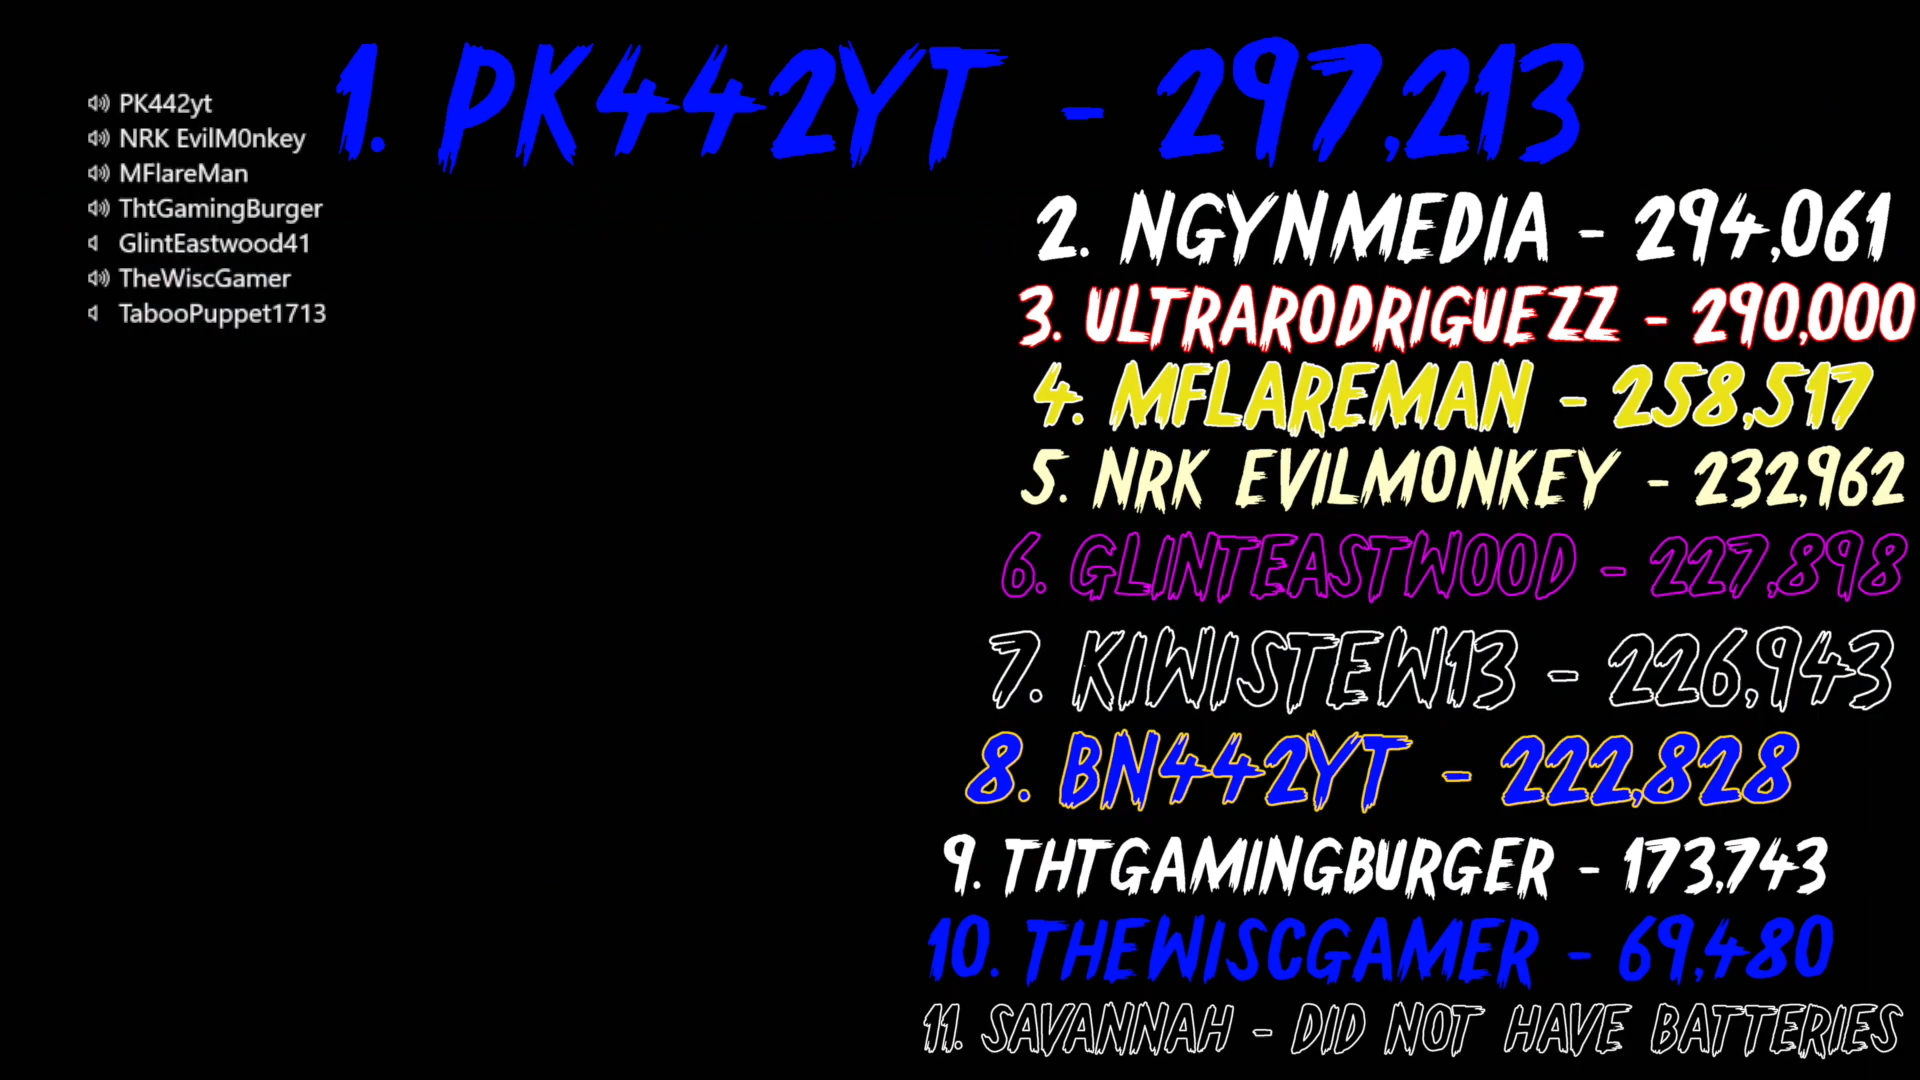 PK442yt
NRK EvilM0nkey
MFlareMan
ThtGamingBurger
GlintEastwood41
TheWiscGamer
TabooPuppet1713
1. PK442YT - 297,213
2. NGYNMEDIA - 294,061
3. ULTRARODRIGUEZZ - 290,000
4. MFLAREMAN - 258,517
5. NRK EVILMONKEY - 232,962
6. GLINTEASTWOOD - 227,898
7. KIWISTEW13 - 226,943
8. BN442YT - 222,828
9. THTGAMINGBURGER - 173,743
10. THEWISCGAMER - 69,480
11. SAVANNAH - DID NOT HAVE BATTERIES